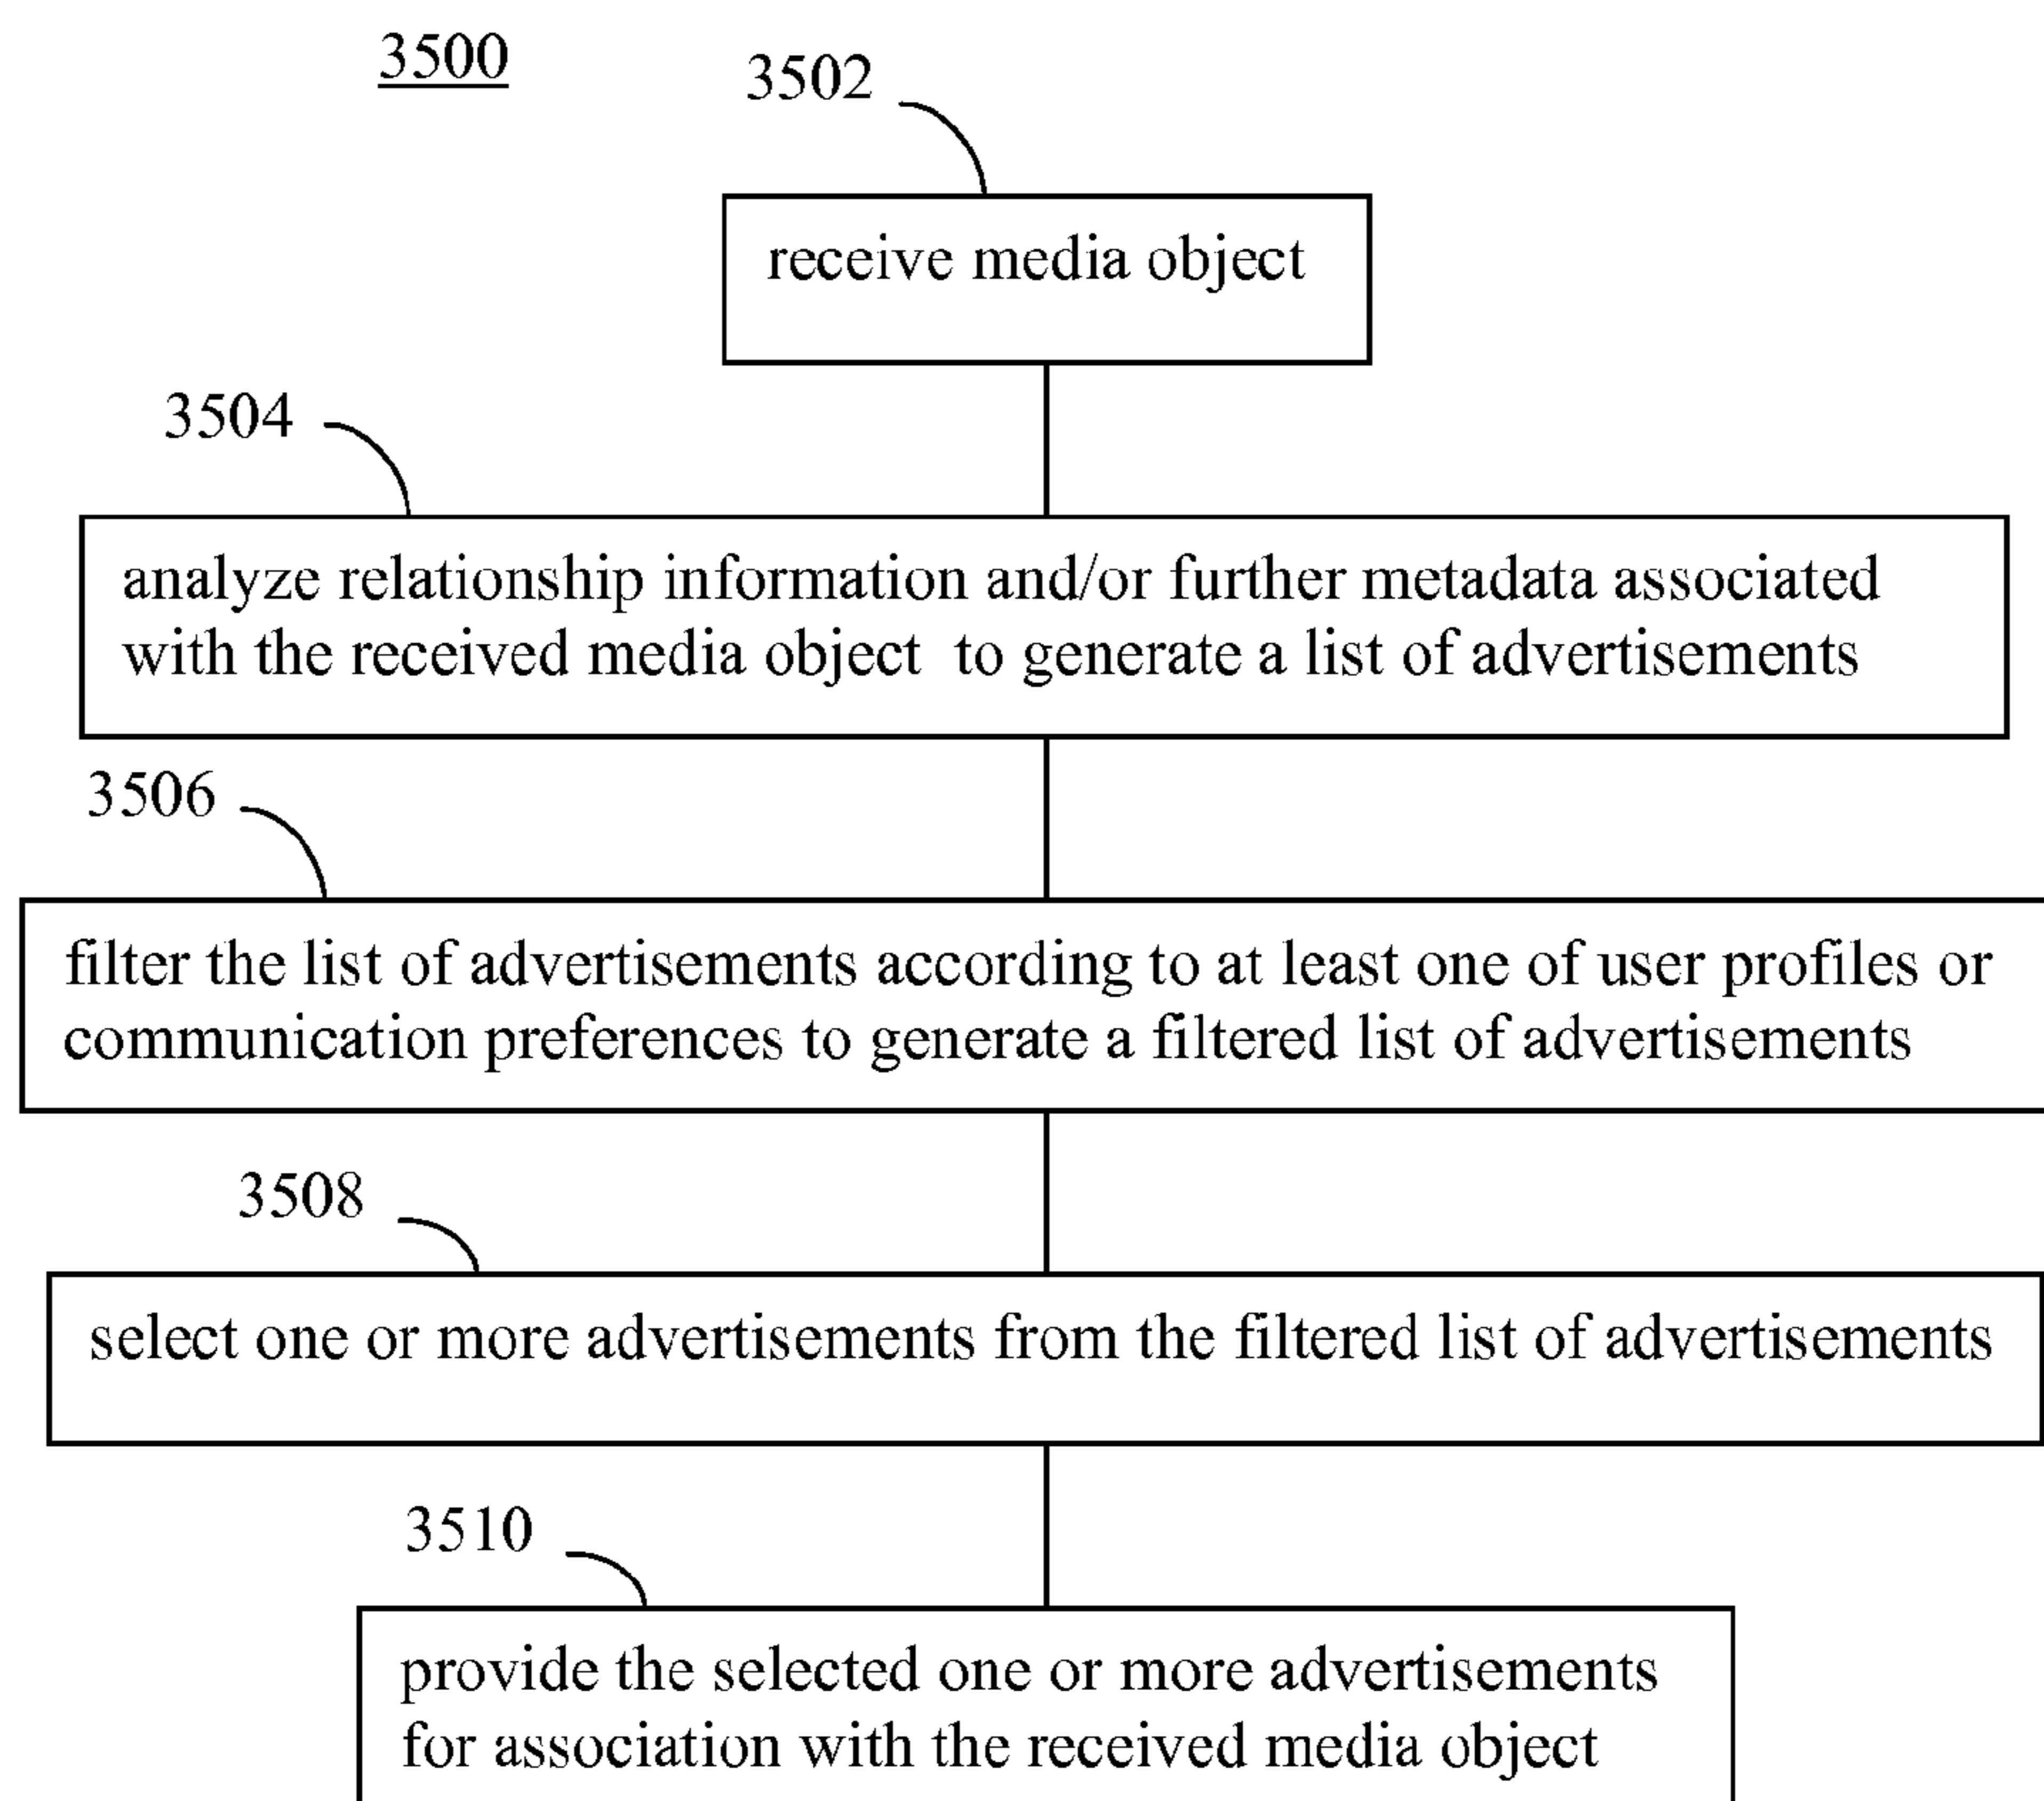 3500
3502
receive media object
3504
analyze relationship information and/or further metadata associated
with the received media object to generate a list of advertisements
3506
filter the list of advertisements according to at least one of user profiles or
communication preferences to generate a filtered list of advertisements
3508
select one or more advertisements from the filtered list of advertisements
3510
provide the selected one or more advertisements
for association with the received media object